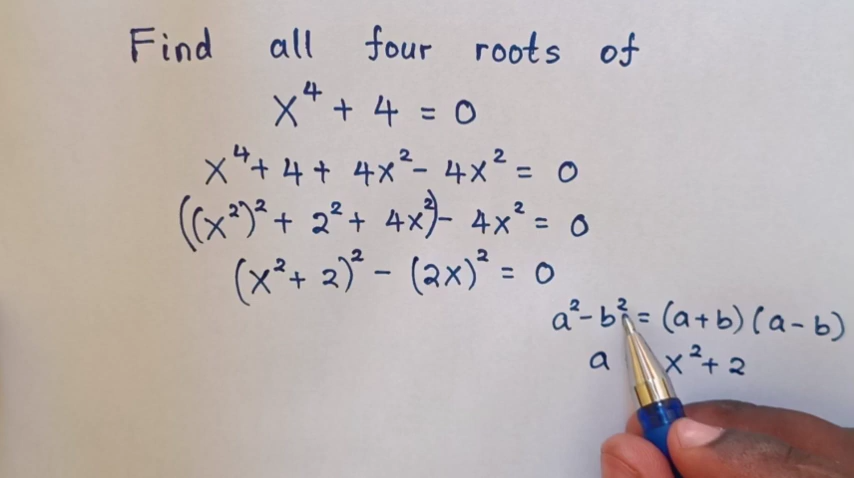 Find all four roots of
x⁴ + 4 = 0
x⁴ + 4 + 4x² - 4x² = 0
((x²)² + 2² + 4x²) - 4x² = 0
(x² + 2)² - (2x)² = 0
a² - b² = (a + b)(a - b)
a x² + 2